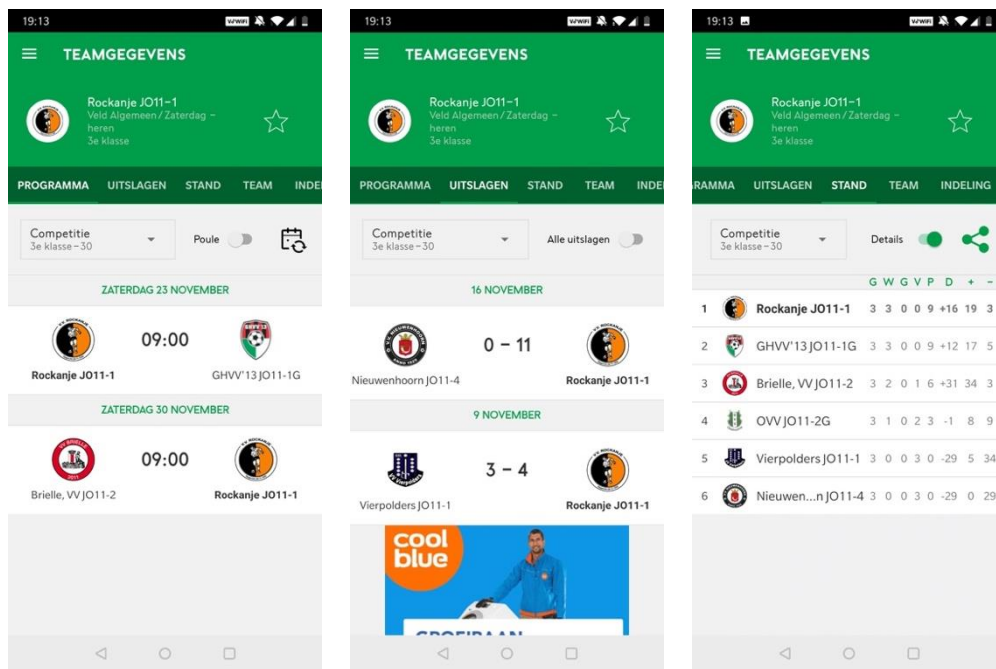 19:13
VoWiFi
TEAMGEGEVENS
Rockanje JO11-1
Veld Algemeen / Zaterdag -
heren
3e klasse
PROGRAMMA UITSLAGEN STAND TEAM INDEL
Competitie
3e klasse - 30
Poule
ZATERDAG 23 NOVEMBER
09:00
Rockanje JO11-1 GHVV'13 JO11-1G
ZATERDAG 30 NOVEMBER
09:00
Brielle, VV JO11-2 Rockanje JO11-1
19:13
VoWiFi
TEAMGEGEVENS
Rockanje JO11-1
Veld Algemeen / Zaterdag -
heren
3e klasse
PROGRAMMA UITSLAGEN STAND TEAM INDE
Competitie
3e klasse - 30
Alle uitslagen
16 NOVEMBER
0 - 11
Nieuwenhoorn JO11-4 Rockanje JO11-1
9 NOVEMBER
3 - 4
Vierpolders JO11-1 Rockanje JO11-1
cool
blue
19:13
VoWiFi
TEAMGEGEVENS
Rockanje JO11-1
Veld Algemeen / Zaterdag -
heren
3e klasse
RAMMA UITSLAGEN STAND TEAM INDELING
Competitie
3e klasse - 30
Details
G W G V P D + -
1 Rockanje JO11-1 3 3 0 0 9 +16 19 3
2 GHVV'13 JO11-1G 3 3 0 0 9 +12 17 5
3 Brielle, VV JO11-2 3 2 0 1 6 +31 34 3
4 OVV JO11-2G 3 1 0 2 3 -1 8 9
5 Vierpolders JO11-1 3 0 0 3 0 -29 5 34
6 Nieuwen...n JO11-4 3 0 0 3 0 -29 0 29